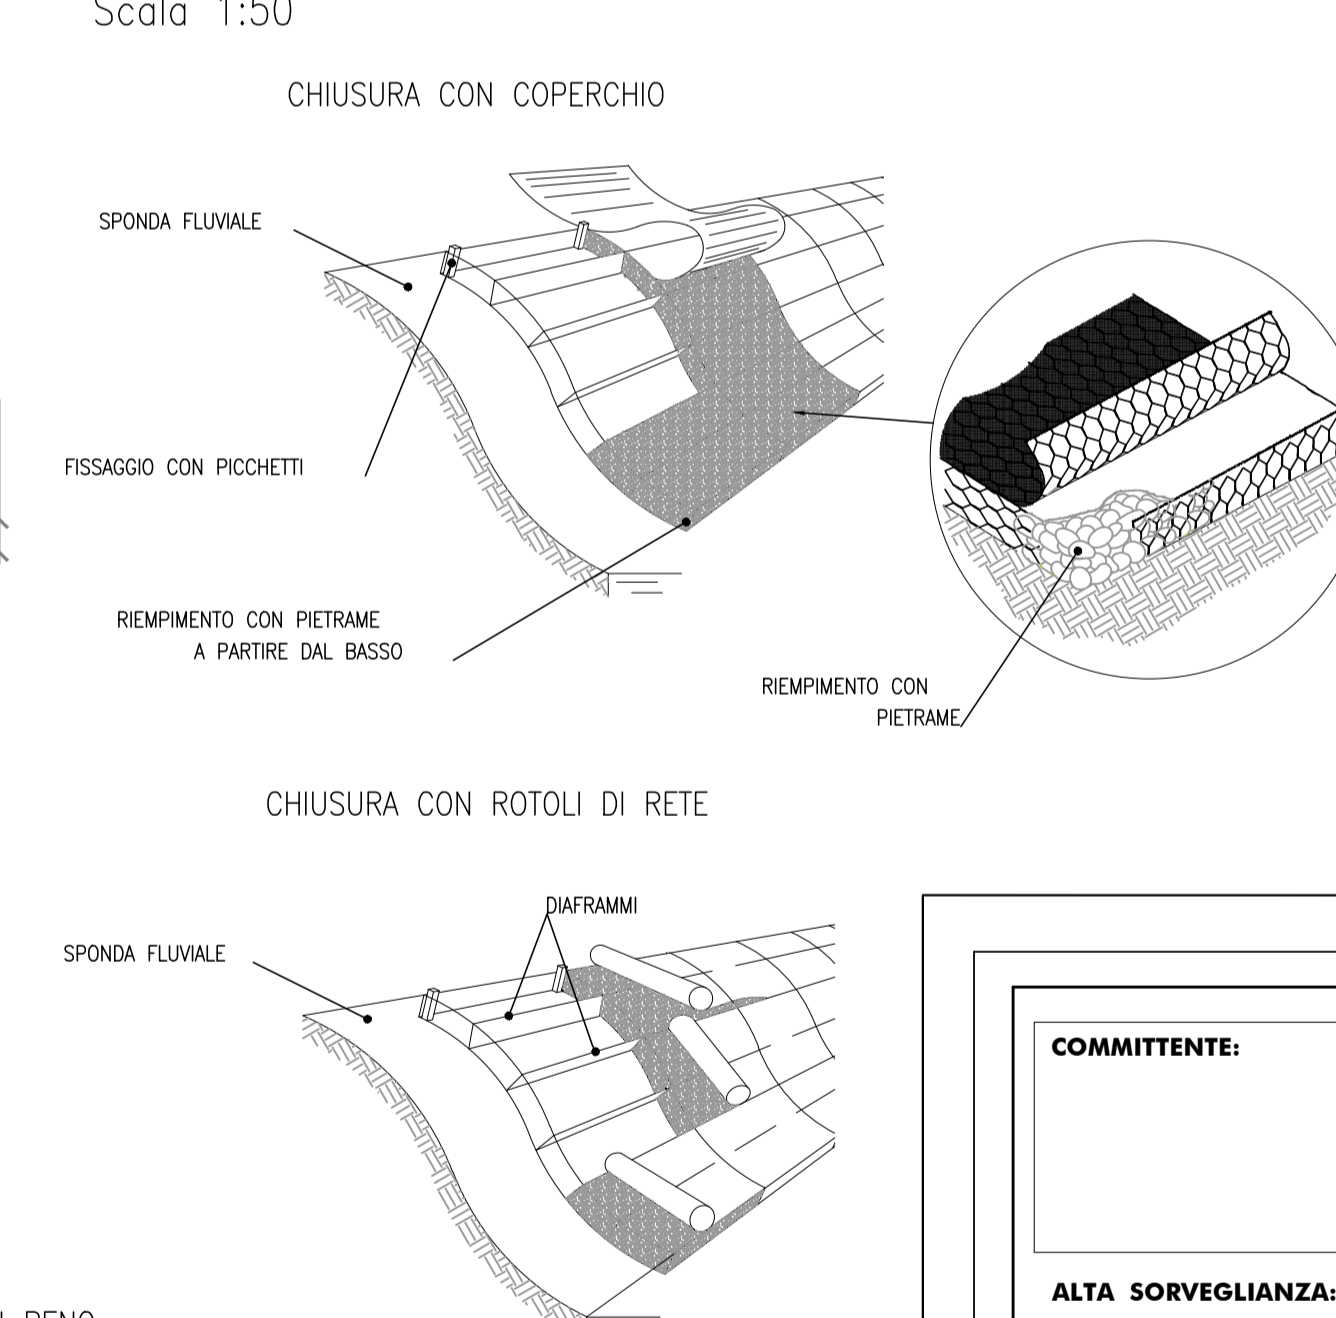 Scala 1:50
CHIUSURA CON COPERCHIO
SPONDA FLUVIALE
FISSAGGIO CON PICCHETTI
RIEMPIMENTO CON PIETRAME
A PARTIRE DAL BASSO
RIEMPIMENTO CON
PIETRAME
CHIUSURA CON ROTOLI DI RETE
DIAFRAMMI
SPONDA FLUVIALE
COMMITTENTE:
ALTA SORVEGLIANZA: